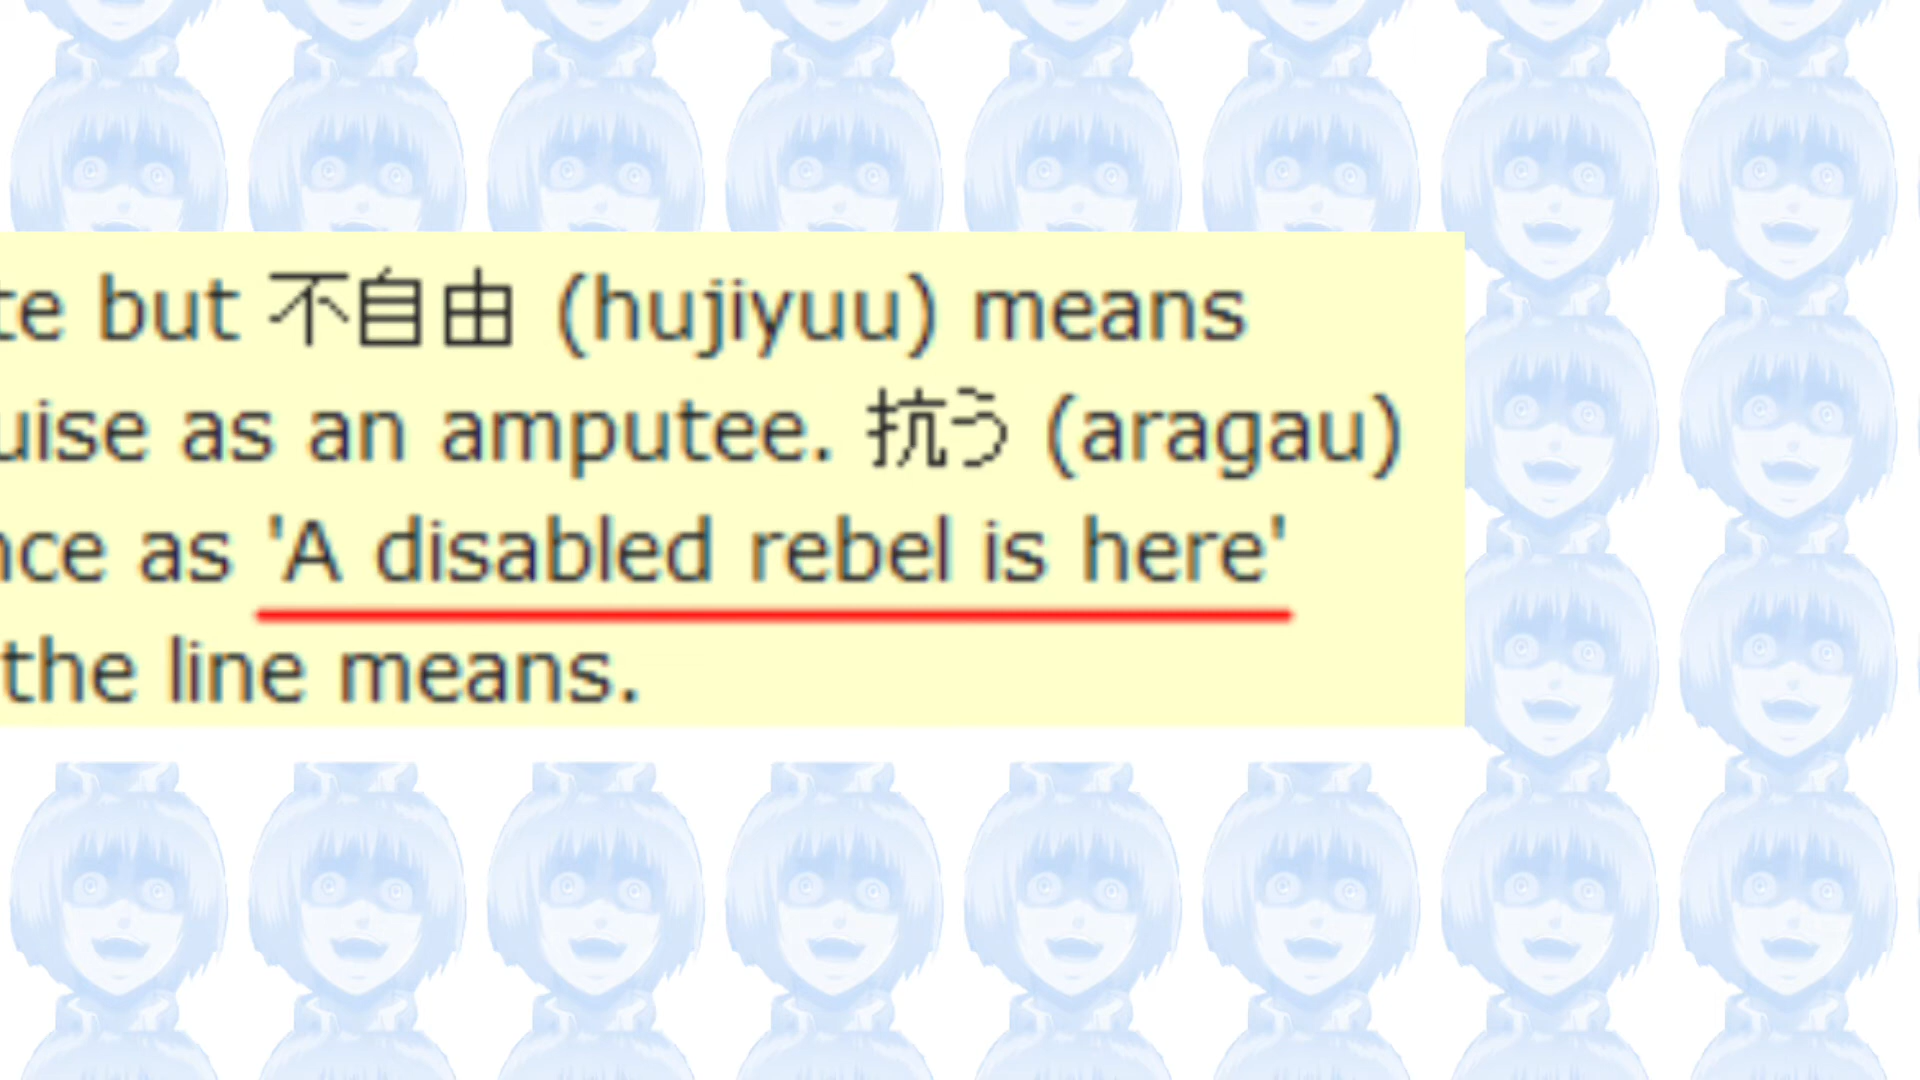 te but 不自由 (hujiyuu) means
uise as an amputee. 抗う (aragau)
nce as 'A disabled rebel is here'
the line means.